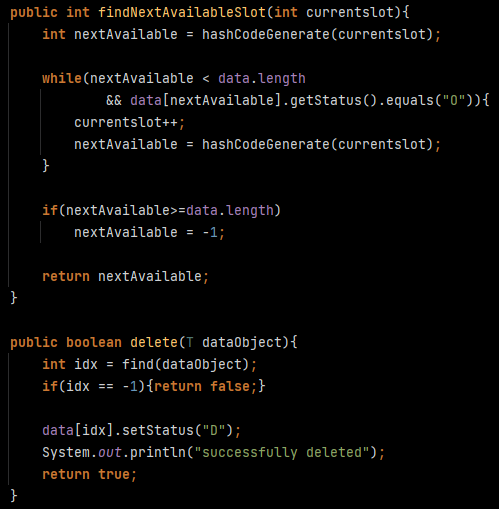 public int findNextAvailableSlot(int currentslot){
    int nextAvailable = hashCodeGenerate(currentslot);

    while(nextAvailable < data.length
            && data[nextAvailable].getStatus().equals("O")){
        currentslot++;
        nextAvailable = hashCodeGenerate(currentslot);
    }

    if(nextAvailable>=data.length)
        nextAvailable = -1;

    return nextAvailable;
}

public boolean delete(T dataObject){
    int idx = find(dataObject);
    if(idx == -1){return false;}

    data[idx].setStatus("D");
    System.out.println("successfully deleted");
    return true;
}